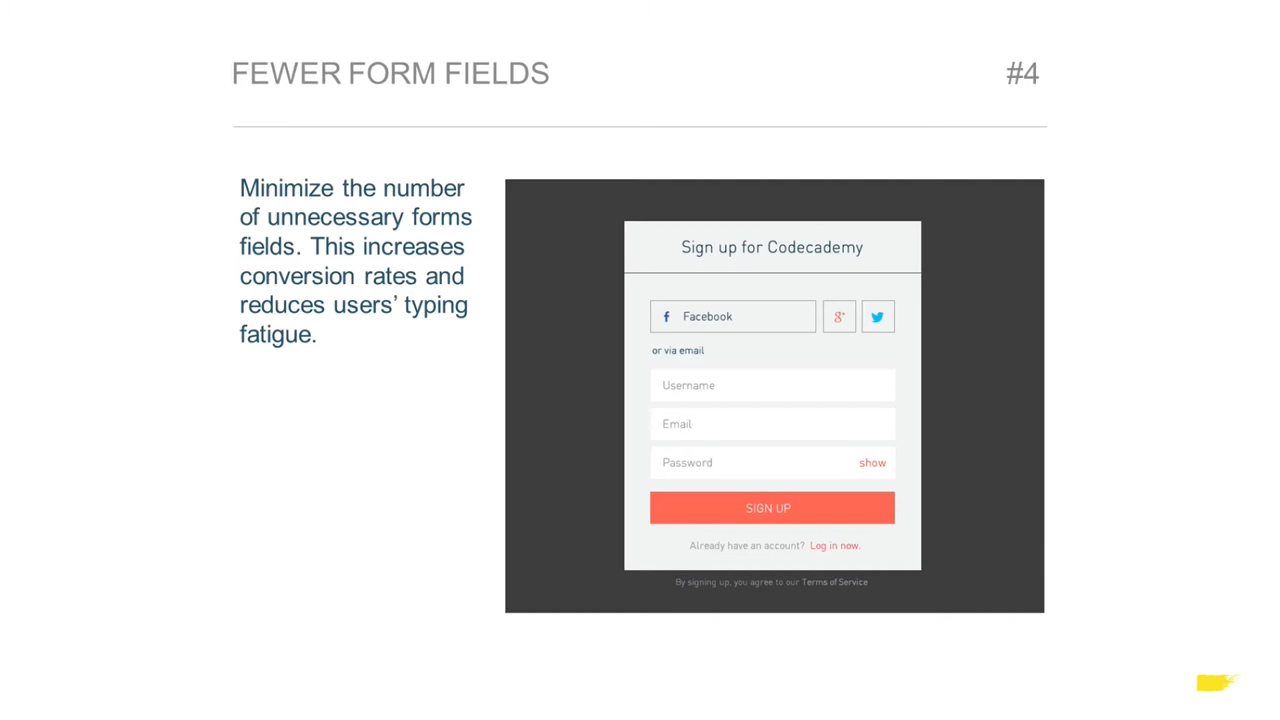 FEWER FORM FIELDS #4
Minimize the number
of unnecessary forms
fields. This increases
conversion rates and
reduces users’ typing
fatigue.
Sign up for Codecademy
f Facebook g+
or via email
Username
Email
Password show
SIGN UP
Already have an account? Log in now.
By signing up, you agree to our Terms of Service